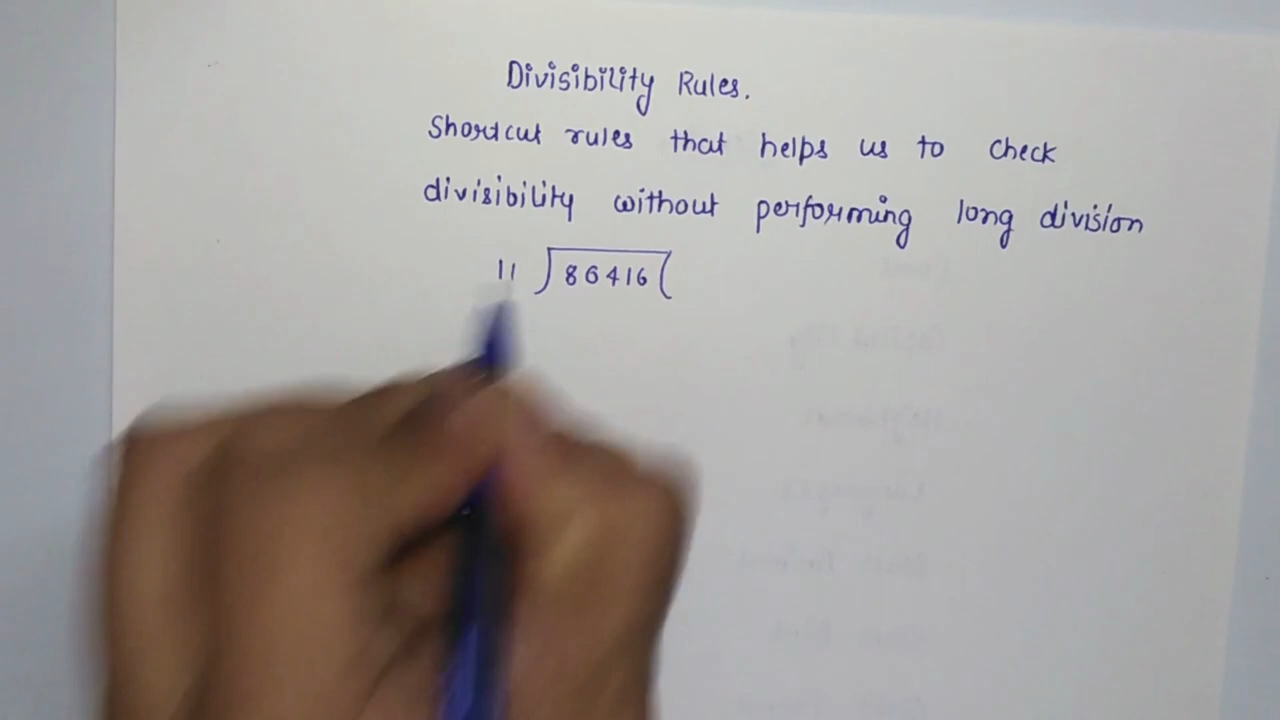 Divisibility Rules.
Shortcut rules that helps us to check
divisibility without performing long division
11 ) 86416 (